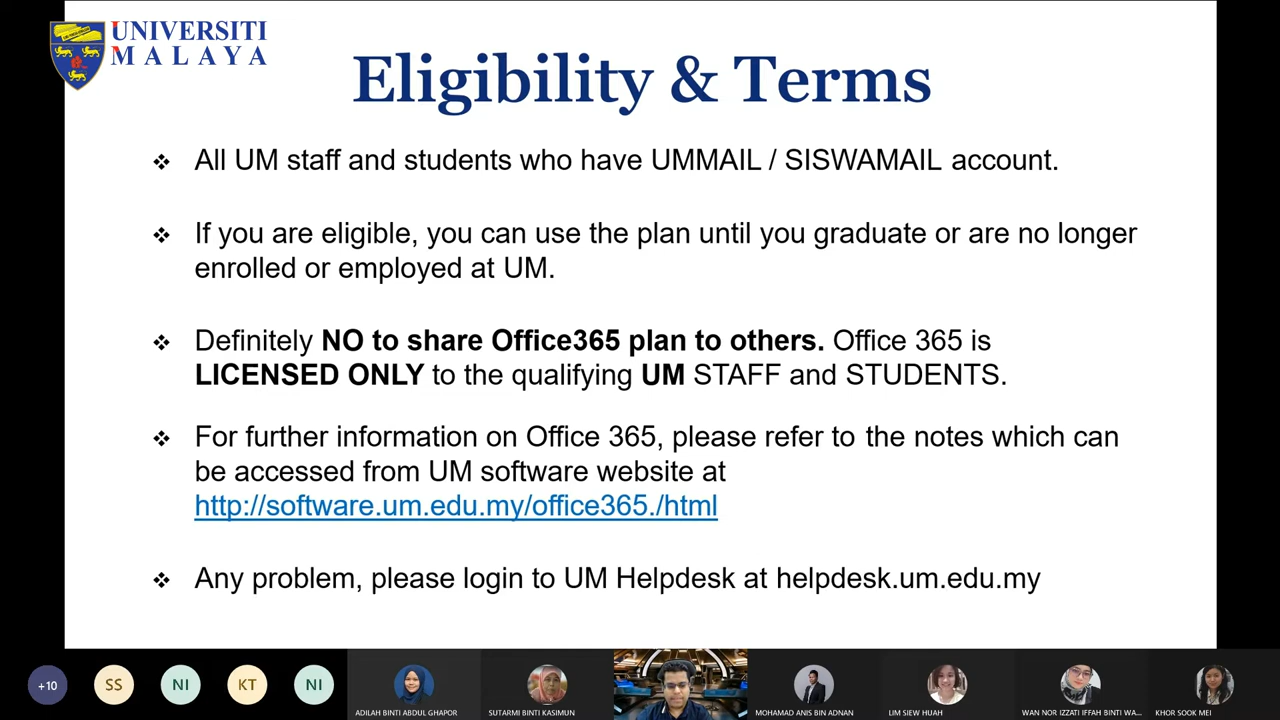 UNIVERSITI
MALAYA
Eligibility & Terms
❖ All UM staff and students who have UMMAIL / SISWAMAIL account.
❖ If you are eligible, you can use the plan until you graduate or are no longer
enrolled or employed at UM.
❖ Definitely NO to share Office365 plan to others. Office 365 is
LICENSED ONLY to the qualifying UM STAFF and STUDENTS.
❖ For further information on Office 365, please refer to the notes which can
be accessed from UM software website at
http://software.um.edu.my/office365./html
❖ Any problem, please login to UM Helpdesk at helpdesk.um.edu.my
+10
SS
NI
KT
NI
ADILAH BINTI ABDUL GHAPOR
SUTARMI BINTI KASIMUN
MOHAMAD ANIS BIN ADNAN
LIM SIEW HUAH
WAN NOR IZZATI IFFAH BINTI WA...
KHOR SOOK MEI